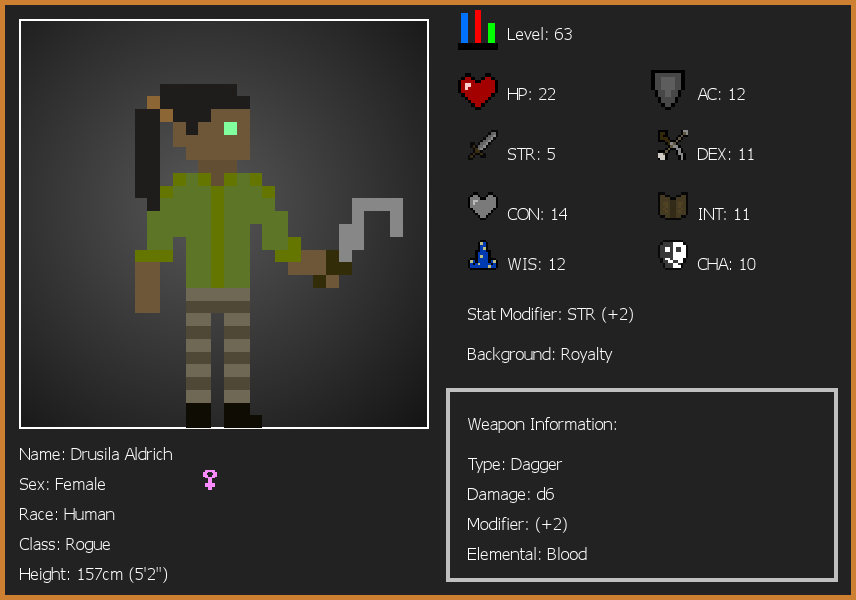 Level: 63
HP: 22
AC: 12
STR: 5
DEX: 11
CON: 14
INT: 11
WIS: 12
CHA: 10
Stat Modifier: STR (+2)
Background: Royalty
Weapon Information:
Type: Dagger
Damage: d6
Modifier: (+2)
Elemental: Blood
Name: Drusila Aldrich
Sex: Female
Race: Human
Class: Rogue
Height: 157cm (5'2")